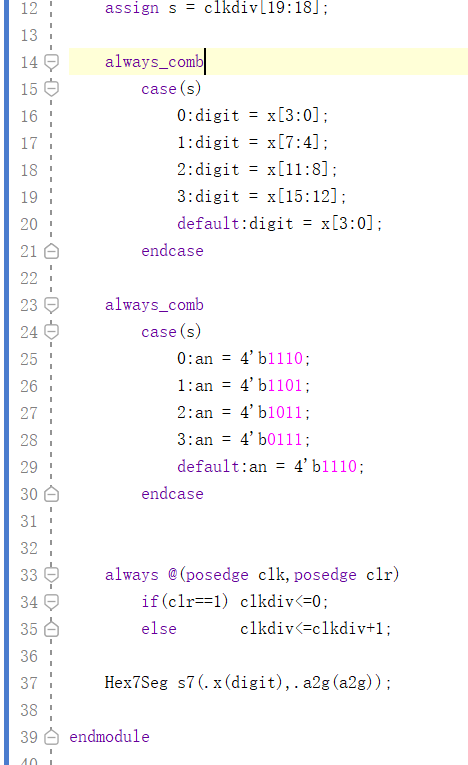 12 assign s = clkdiv[19:18];
13
14 always_comb
15 case(s)
16 0:digit = x[3:0];
17 1:digit = x[7:4];
18 2:digit = x[11:8];
19 3:digit = x[15:12];
20 default:digit = x[3:0];
21 endcase
22
23 always_comb
24 case(s)
25 0:an = 4'b1110;
26 1:an = 4'b1101;
27 2:an = 4'b1011;
28 3:an = 4'b0111;
29 default:an = 4'b1110;
30 endcase
31
32
33 always @(posedge clk,posedge clr)
34 if(clr==1) clkdiv<=0;
35 else clkdiv<=clkdiv+1;
36
37 Hex7Seg s7(.x(digit),.a2g(a2g));
38
39 endmodule
40